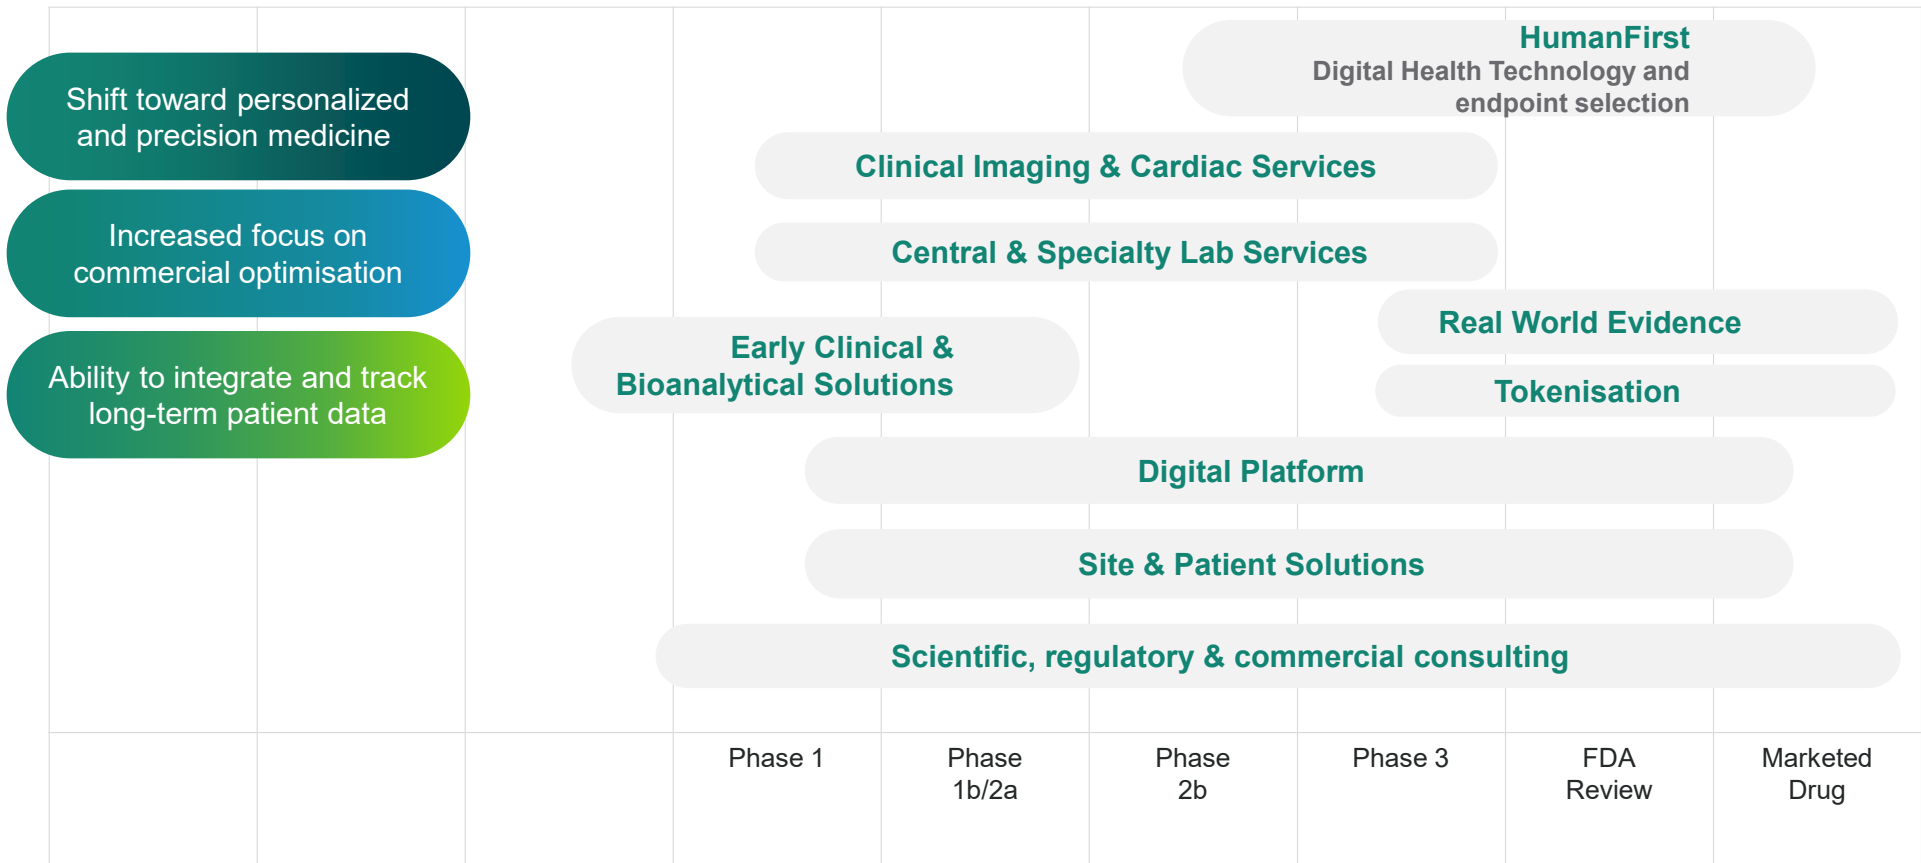 Shift toward personalized
and precision medicine
Increased focus on
commercial optimisation
Ability to integrate and track
long-term patient data
HumanFirst
Digital Health Technology and
endpoint selection
Clinical Imaging & Cardiac Services
Central & Specialty Lab Services
Real World Evidence
Early Clinical &
Bioanalytical Solutions
Tokenisation
Digital Platform
Site & Patient Solutions
Scientific, regulatory & commercial consulting
Phase 1
Phase
1b/2a
Phase
2b
Phase 3
FDA
Review
Marketed
Drug